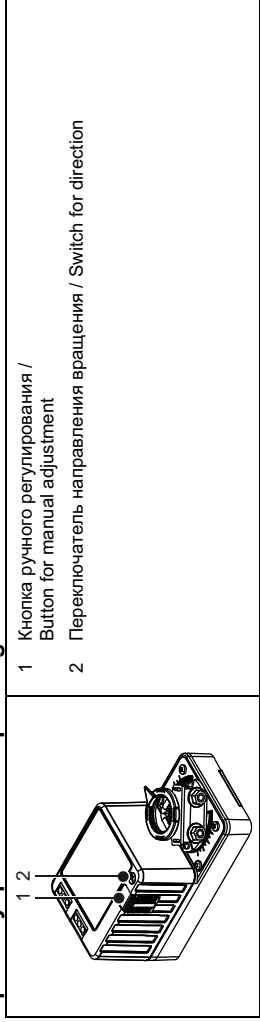 1 2
1 Кнопка ручного регулирования /
Button for manual adjustment
2 Переключатель направления вращения / Switch for direction